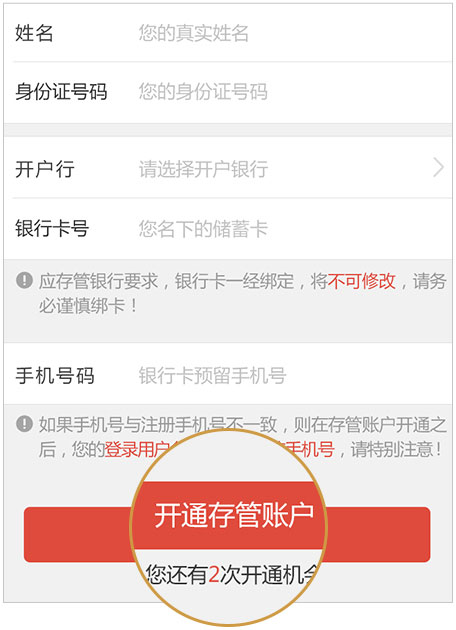 姓名 您的真实姓名
身份证号码 您的身份证号码
开户行 请选择开户银行
银行卡号 您名下的储蓄卡
应存管银行要求，银行卡一经绑定，将不可修改，请务
必谨慎绑卡！
手机号码 银行卡预留手机号
如果手机号与注册手机号不一致，则在存管账户开通之
后，您的登录用户 手机号，请特别注意！
开通存管账户
您还有2次开通机会